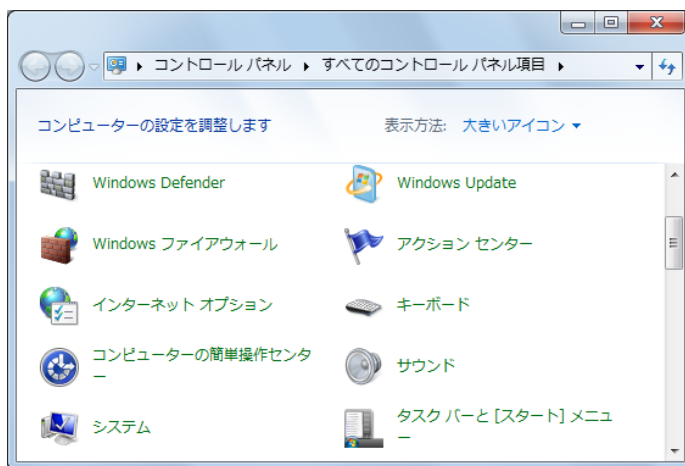 コントロール パネル ▸ すべてのコントロール パネル項目 ▸
コンピューターの設定を調整します 表示方法: 大きいアイコン
Windows Defender Windows Update
Windows ファイアウォール アクション センター
インターネット オプション キーボード
コンピューターの簡単操作センタ
ー
サウンド
システム
タスク バーと [スタート] メニュ
ー